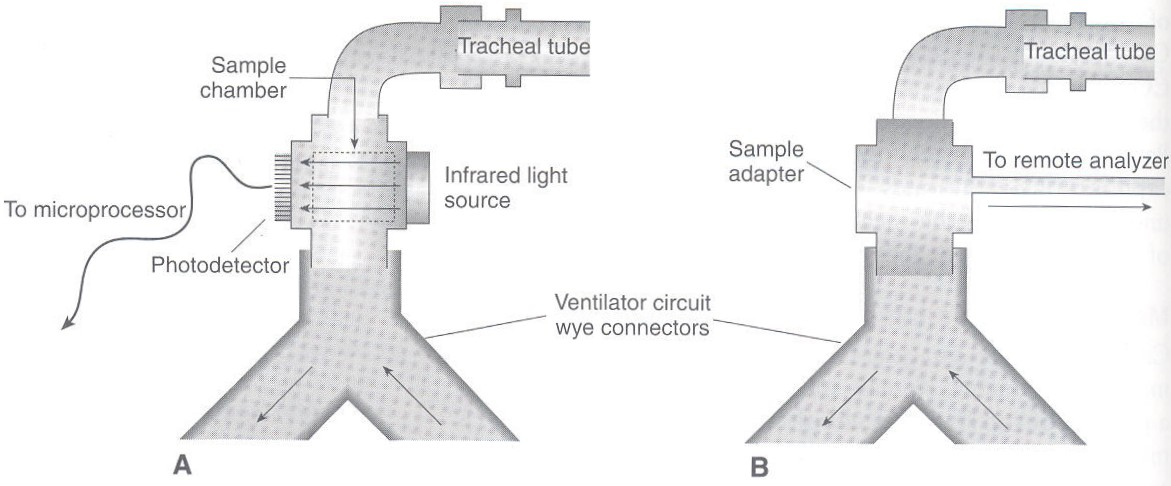 Tracheal tube
Sample
chamber
Infrared light
source
To microprocessor
Photodetector
Ventilator circuit
wye connectors
A
Tracheal tube
Sample
adapter
To remote analyzer
B